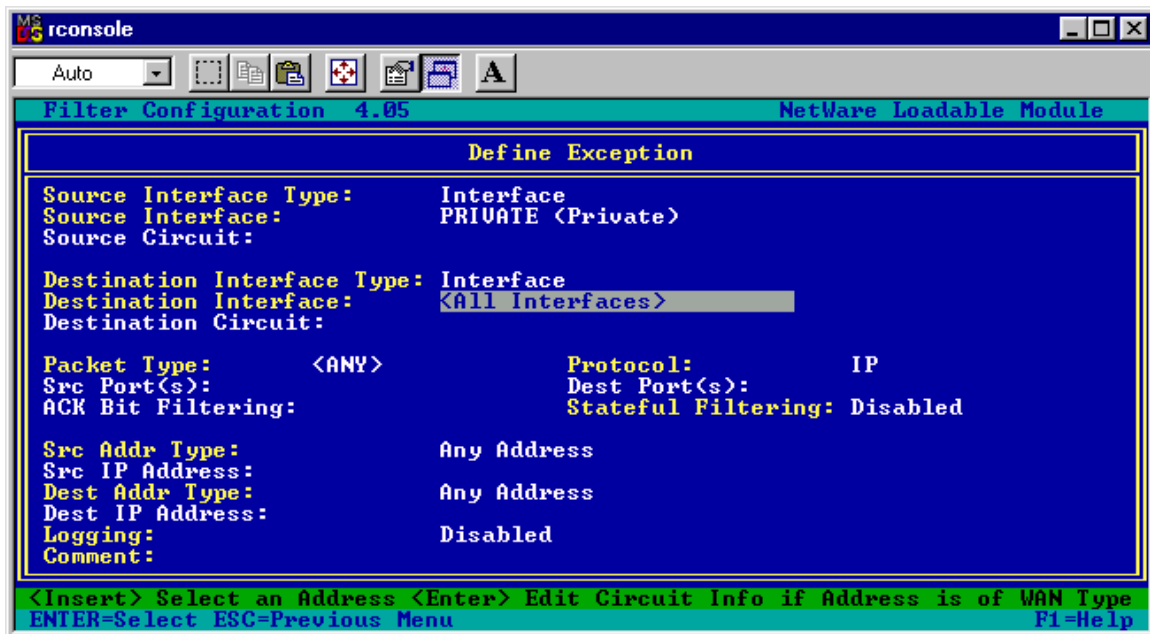 MS DOS rconsole
Auto
A
Filter Configuration 4.05 NetWare Loadable Module
Define Exception
Source Interface Type: Interface
Source Interface: PRIVATE <Private>
Source Circuit:
Destination Interface Type: Interface
Destination Interface: <All Interfaces>
Destination Circuit:
Packet Type: <ANY> Protocol: IP
Src Port(s): Dest Port(s):
ACK Bit Filtering: Stateful Filtering: Disabled
Src Addr Type: Any Address
Src IP Address:
Dest Addr Type: Any Address
Dest IP Address:
Logging: Disabled
Comment:
<Insert> Select an Address <Enter> Edit Circuit Info if Address is of WAN Type
ENTER=Select ESC=Previous Menu F1=Help